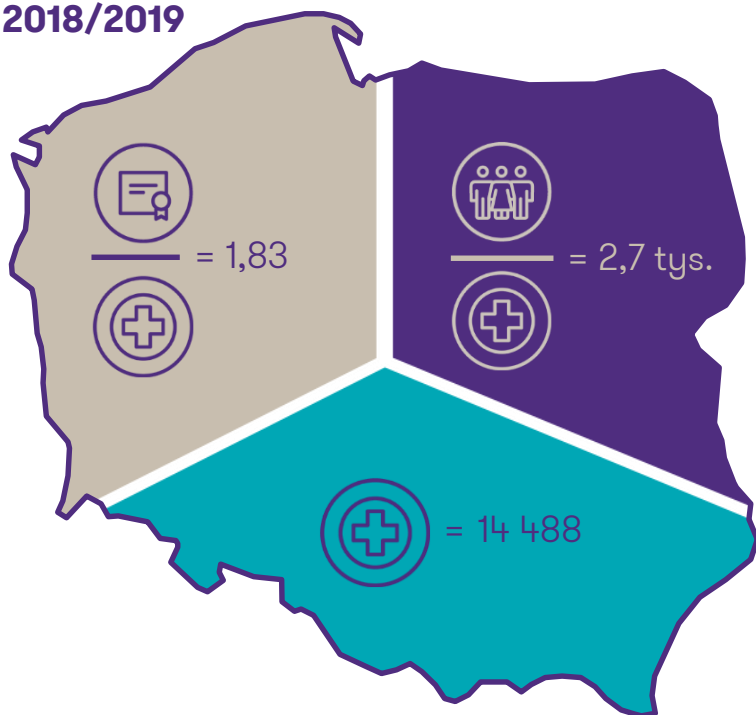 2018/2019
= 1,83
= 2,7 tys.
= 14 488